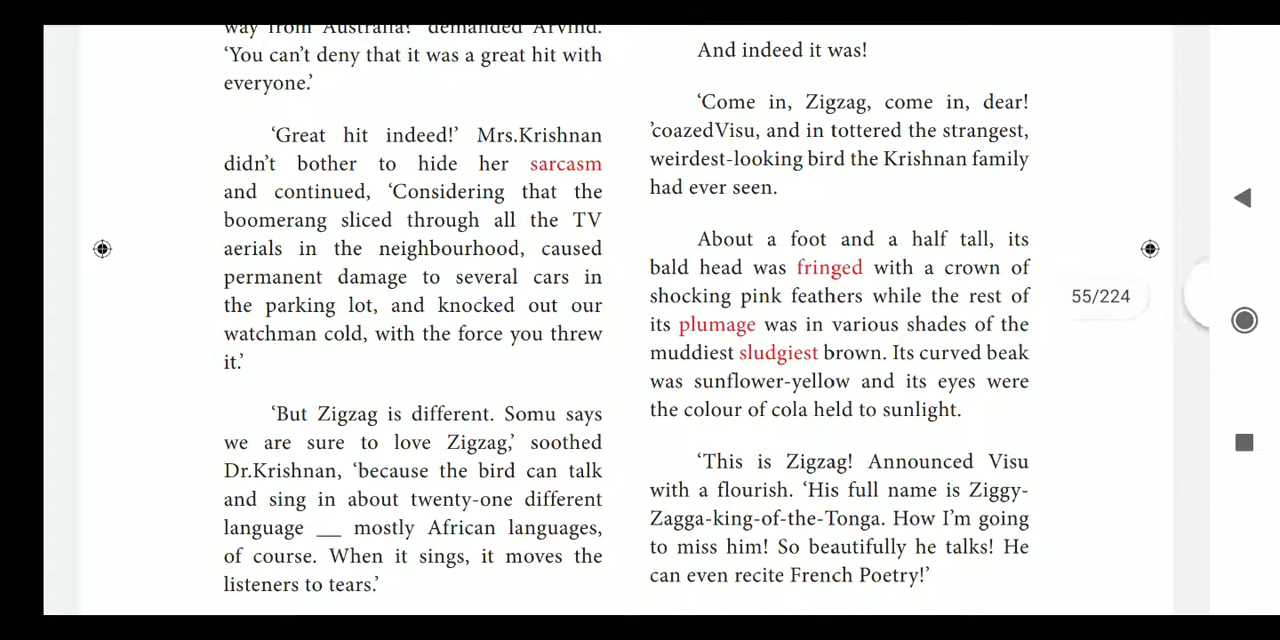 way from Australia?' demanded Arvind.
'You can't deny that it was a great hit with
everyone.'
'Great hit indeed!' Mrs.Krishnan
didn't bother to hide her sarcasm
and continued, 'Considering that the
boomerang sliced through all the TV
aerials in the neighbourhood, caused
permanent damage to several cars in
the parking lot, and knocked out our
watchman cold, with the force you threw
it.'
'But Zigzag is different. Somu says
we are sure to love Zigzag,' soothed
Dr.Krishnan, 'because the bird can talk
and sing in about twenty-one different
language __ mostly African languages,
of course. When it sings, it moves the
listeners to tears.'
And indeed it was!
'Come in, Zigzag, come in, dear!
'coazedVisu, and in tottered the strangest,
weirdest-looking bird the Krishnan family
had ever seen.
About a foot and a half tall, its
bald head was fringed with a crown of
shocking pink feathers while the rest of
its plumage was in various shades of the
muddiest sludgiest brown. Its curved beak
was sunflower-yellow and its eyes were
the colour of cola held to sunlight.
'This is Zigzag! Announced Visu
with a flourish. 'His full name is Ziggy-
Zagga-king-of-the-Tonga. How I'm going
to miss him! So beautifully he talks! He
can even recite French Poetry!'
55/224